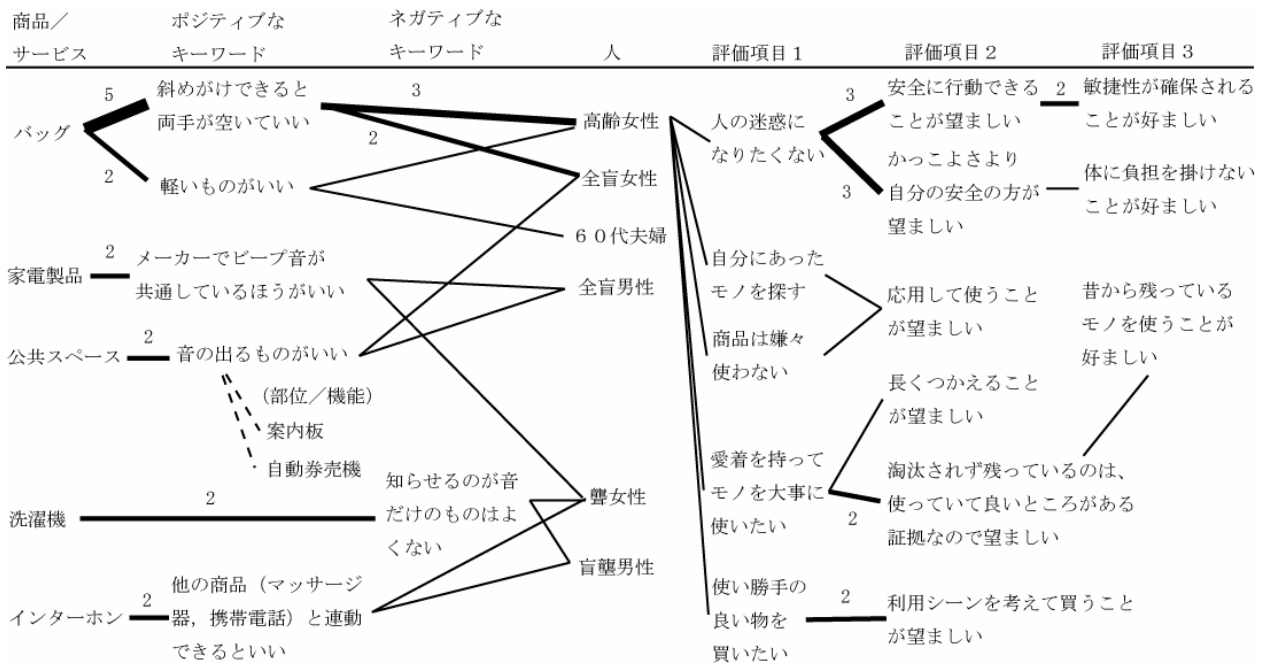 商品／
サービス
ポジティブな
キーワード
ネガティブな
キーワード
人
評価項目１
評価項目２
評価項目３
バッグ
5
斜めがけできると
両手が空いていい
2
軽いものがいい
3
2
家電製品
2
メーカーでビープ音が
共通しているほうがいい
公共スペース
2
音の出るものがいい
（部位／機能）
案内板
自動券売機
洗濯機
2
知らせるのが音
だけのものはよ
くない
インターホン
2
他の商品（マッサージ
器，携帯電話）と連動
できるといい
高齢女性
全盲女性
６０代夫婦
全盲男性
聾女性
盲聾男性
人の迷惑に
なりたくない
3
安全に行動できる
ことが望ましい
2
敏捷性が確保される
ことが好ましい
3
かっこよさより
自分の安全の方が
望ましい
体に負担を掛けない
ことが好ましい
自分にあった
モノを探す
商品は嫌々
使わない
応用して使うこと
が望ましい
昔から残っている
モノを使うことが
好ましい
愛着を持って
モノを大事に
使いたい
長くつかえること
が望ましい
2
淘汰されず残っているのは、
使っていて良いところがある
証拠なので望ましい
使い勝手の
良い物を
買いたい
2
利用シーンを考えて買うこと
が望ましい